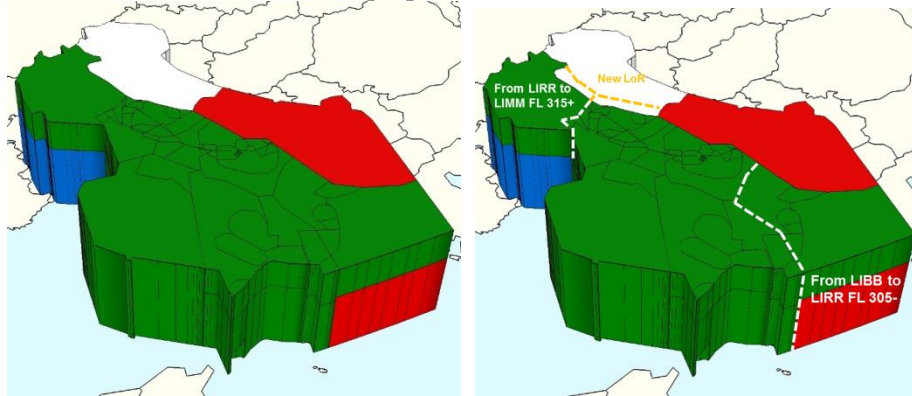 New LoR
From LIRR to
LIMM FL 315+
From LIBB to
LIRR FL 305-